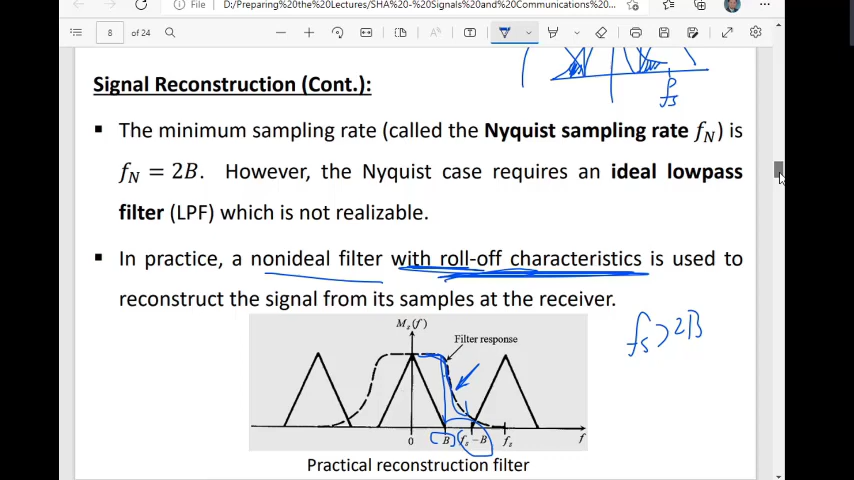 File
D:/Preparing%20the%20Lectures/SHA%20-%20Signals%20and%20Communications%20...
8 of 24
fs
Signal Reconstruction (Cont.):
▪ The minimum sampling rate (called the Nyquist sampling rate f_N) is
f_N = 2B. However, the Nyquist case requires an ideal lowpass
filter (LPF) which is not realizable.
▪ In practice, a nonideal filter with roll-off characteristics is used to
reconstruct the signal from its samples at the receiver.
fs > 2B
M_s(f)
Filter response
0 B f_s − B f_s f
Practical reconstruction filter